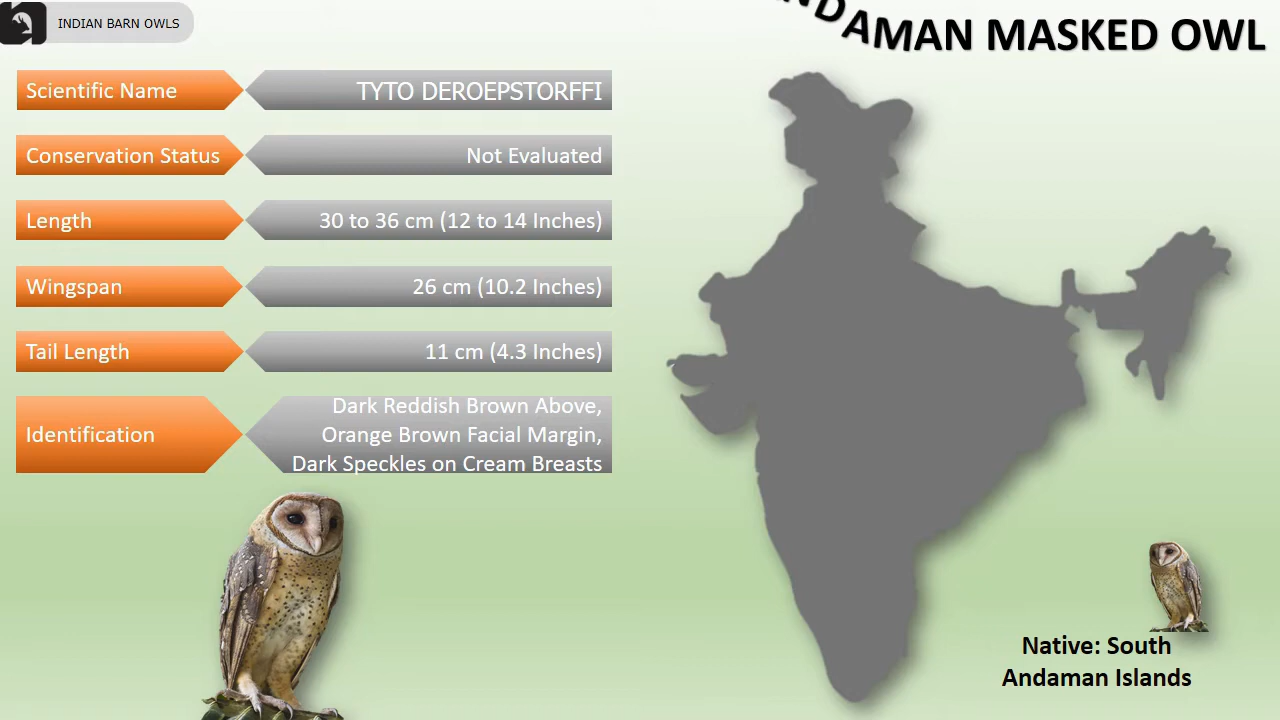 INDIAN BARN OWLS
NDAMAN MASKED OWL
Scientific Name
TYTO DEROEPSTORFFI
Conservation Status
Not Evaluated
Length
30 to 36 cm (12 to 14 Inches)
Wingspan
26 cm (10.2 Inches)
Tail Length
11 cm (4.3 Inches)
Identification
Dark Reddish Brown Above,
Orange Brown Facial Margin,
Dark Speckles on Cream Breasts
Native: South
Andaman Islands